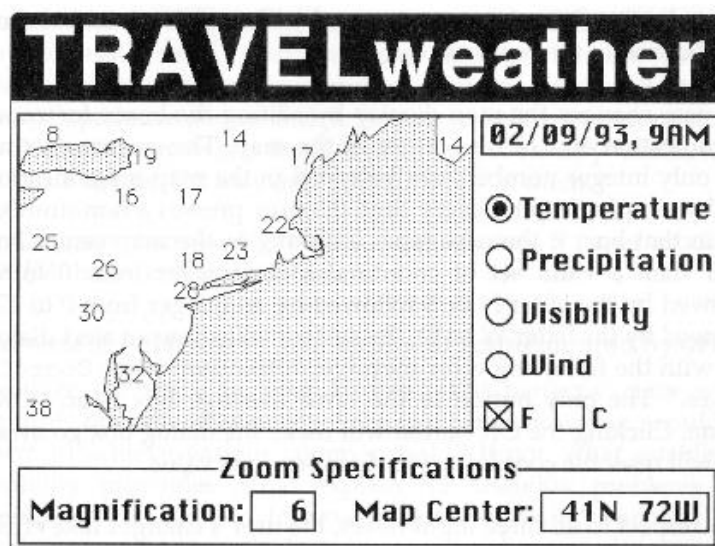 TRAVELweather
8
19
14
17
14
02/09/93, 9AM
16
17
22
Temperature
25
26
18
23
Precipitation
28
30
Visibility
32
Wind
38
F
C
Zoom Specifications
Magnification: 6 Map Center: 41N 72W